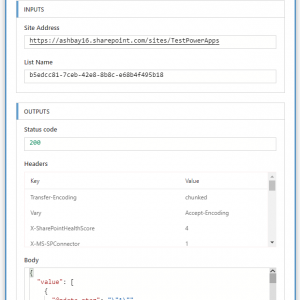 INPUTS
Site Address
https://ashbay16.sharepoint.com/sites/TestPowerApps
List Name
b5edcc81-7ceb-42e8-8b8c-e68b4f495b18
OUTPUTS
Status code
200
Headers
Key Value
Transfer-Encoding chunked
Vary Accept-Encoding
X-SharePointHealthScore 4
X-MS-SPConnector 1
Body
{
"value": [
{